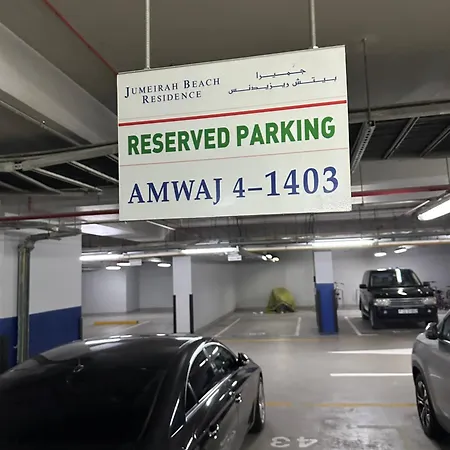 JUMEIRAH BEACH
RESIDENCE
جميرا
بيتش ريزيدنس
RESERVED PARKING
AMWAJ 4-1403
43